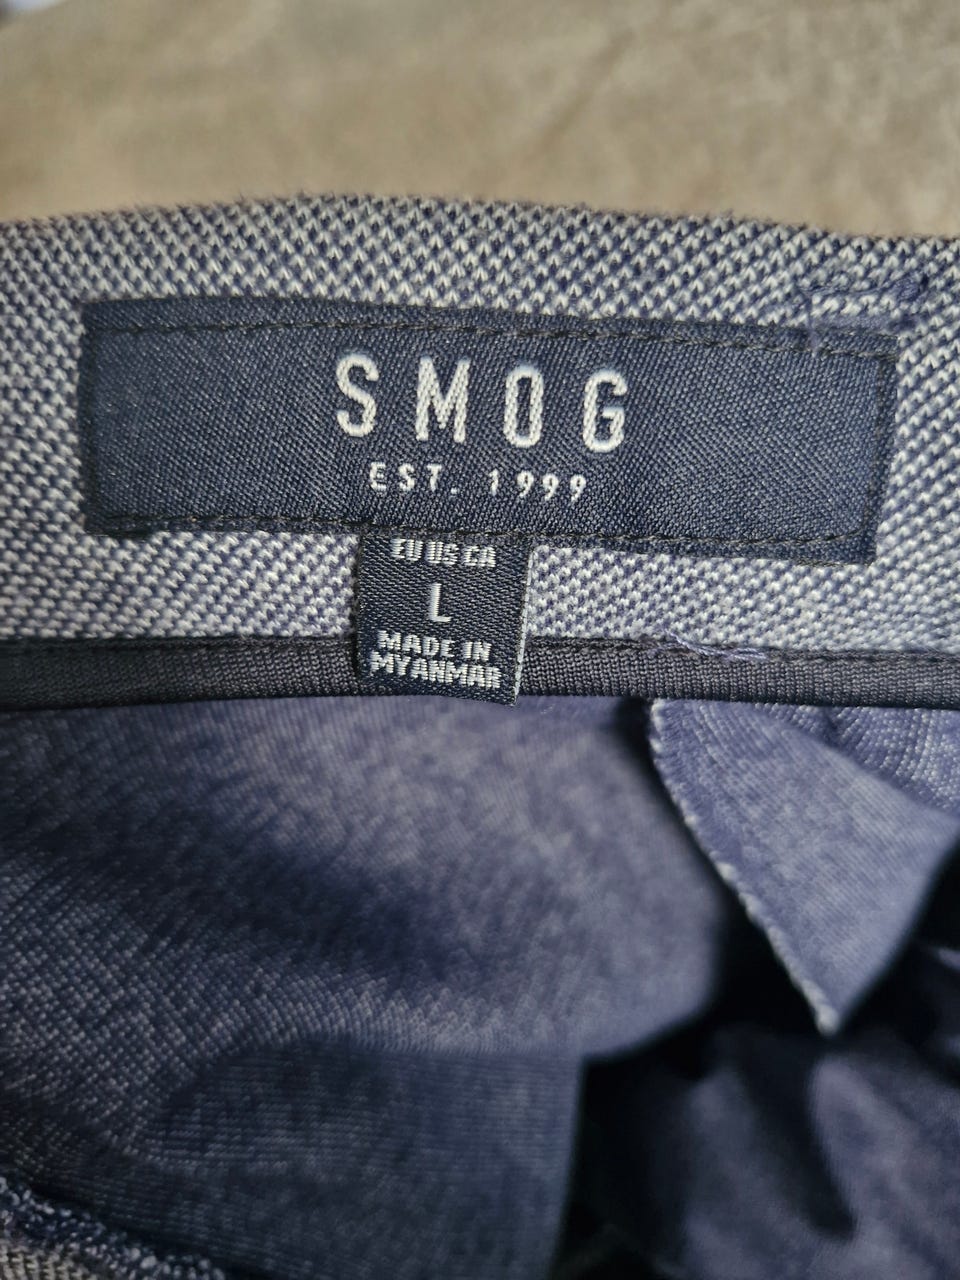 SMOG
EST. 1999
EU US CA
L
MADE IN
MYANMAR